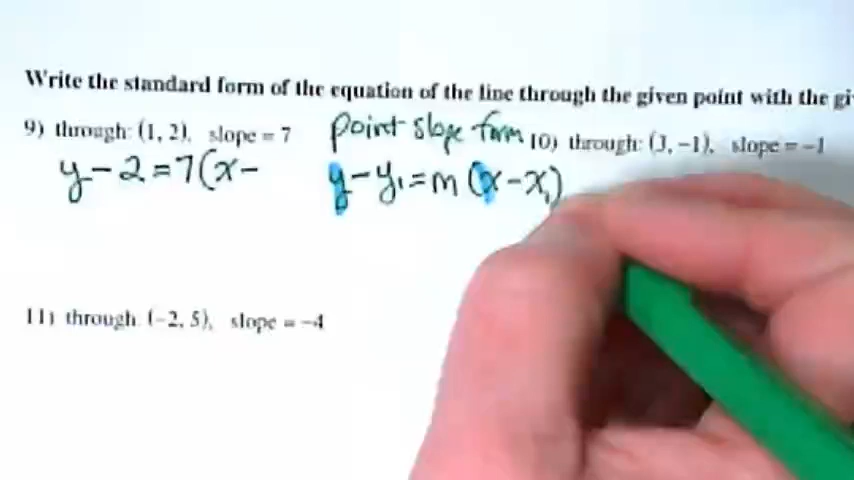 Write the standard form of the equation of the line through the given point with the gi
9) through: (1, 2), slope = 7
point slope form
10) through: (3, -1), slope = -1
y - 2 = 7(x -
y - y₁ = m (x - x₁)
11) through: (-2, 5), slope = -4